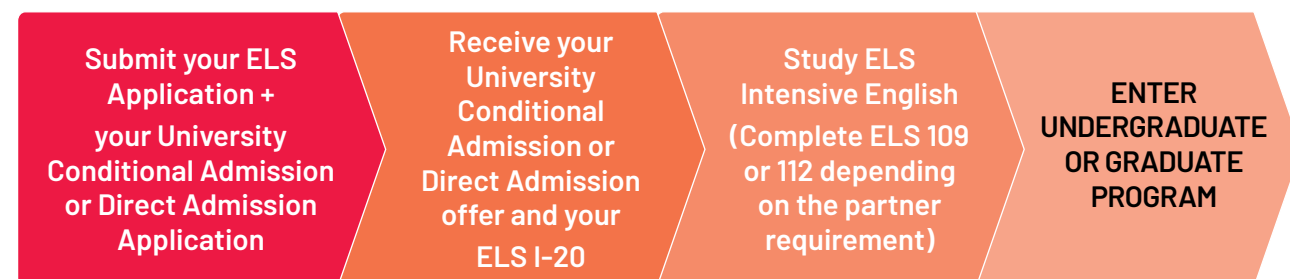 Submit your ELS
Application +
your University
Conditional Admission
or Direct Admission
Application
Receive your
University
Conditional
Admission or
Direct Admission
offer and your
ELS I-20
Study ELS
Intensive English
(Complete ELS 109
or 112 depending
on the partner
requirement)
ENTER
UNDERGRADUATE
OR GRADUATE
PROGRAM